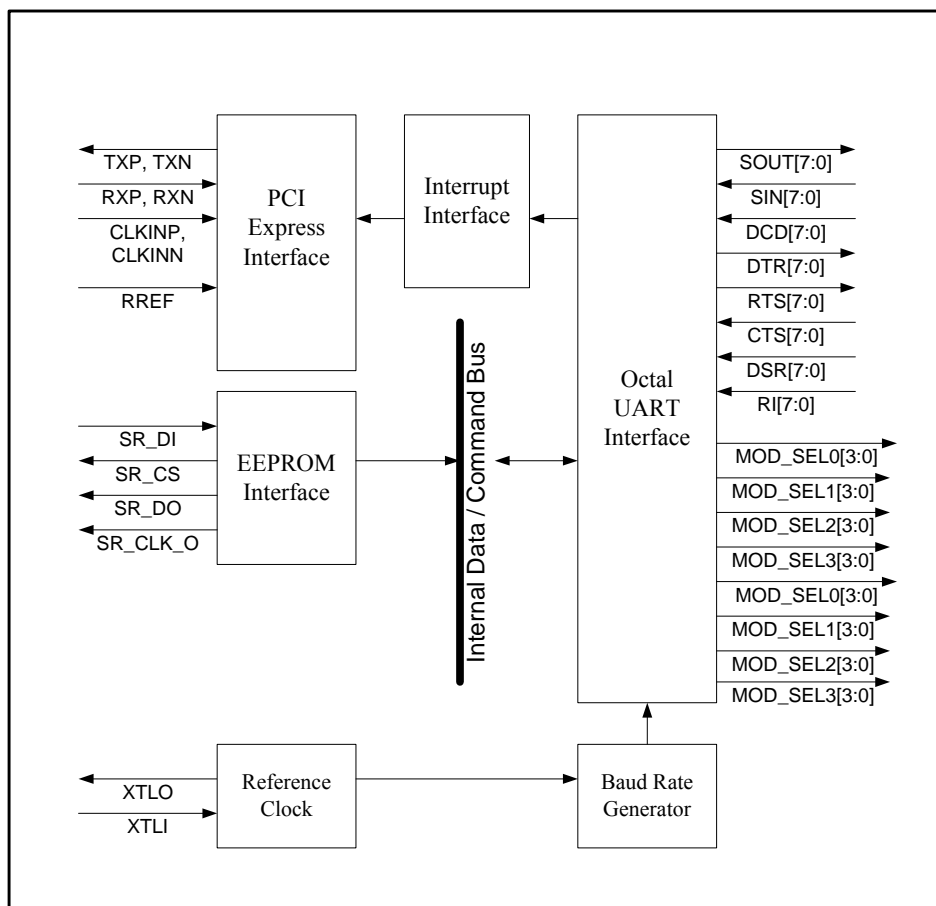 TXP, TXN
RXP, RXN
CLKINP,
CLKINN
RREF
PCI
Express
Interface
Interrupt
Interface
Octal
UART
Interface
SOUT[7:0]
SIN[7:0]
DCD[7:0]
DTR[7:0]
RTS[7:0]
CTS[7:0]
DSR[7:0]
RI[7:0]
MOD_SEL0[3:0]
MOD_SEL1[3:0]
MOD_SEL2[3:0]
MOD_SEL3[3:0]
MOD_SEL0[3:0]
MOD_SEL1[3:0]
MOD_SEL2[3:0]
MOD_SEL3[3:0]
SR_DI
SR_CS
SR_DO
SR_CLK_O
EEPROM
Interface
Internal Data / Command Bus
XTLO
XTLI
Reference
Clock
Baud Rate
Generator